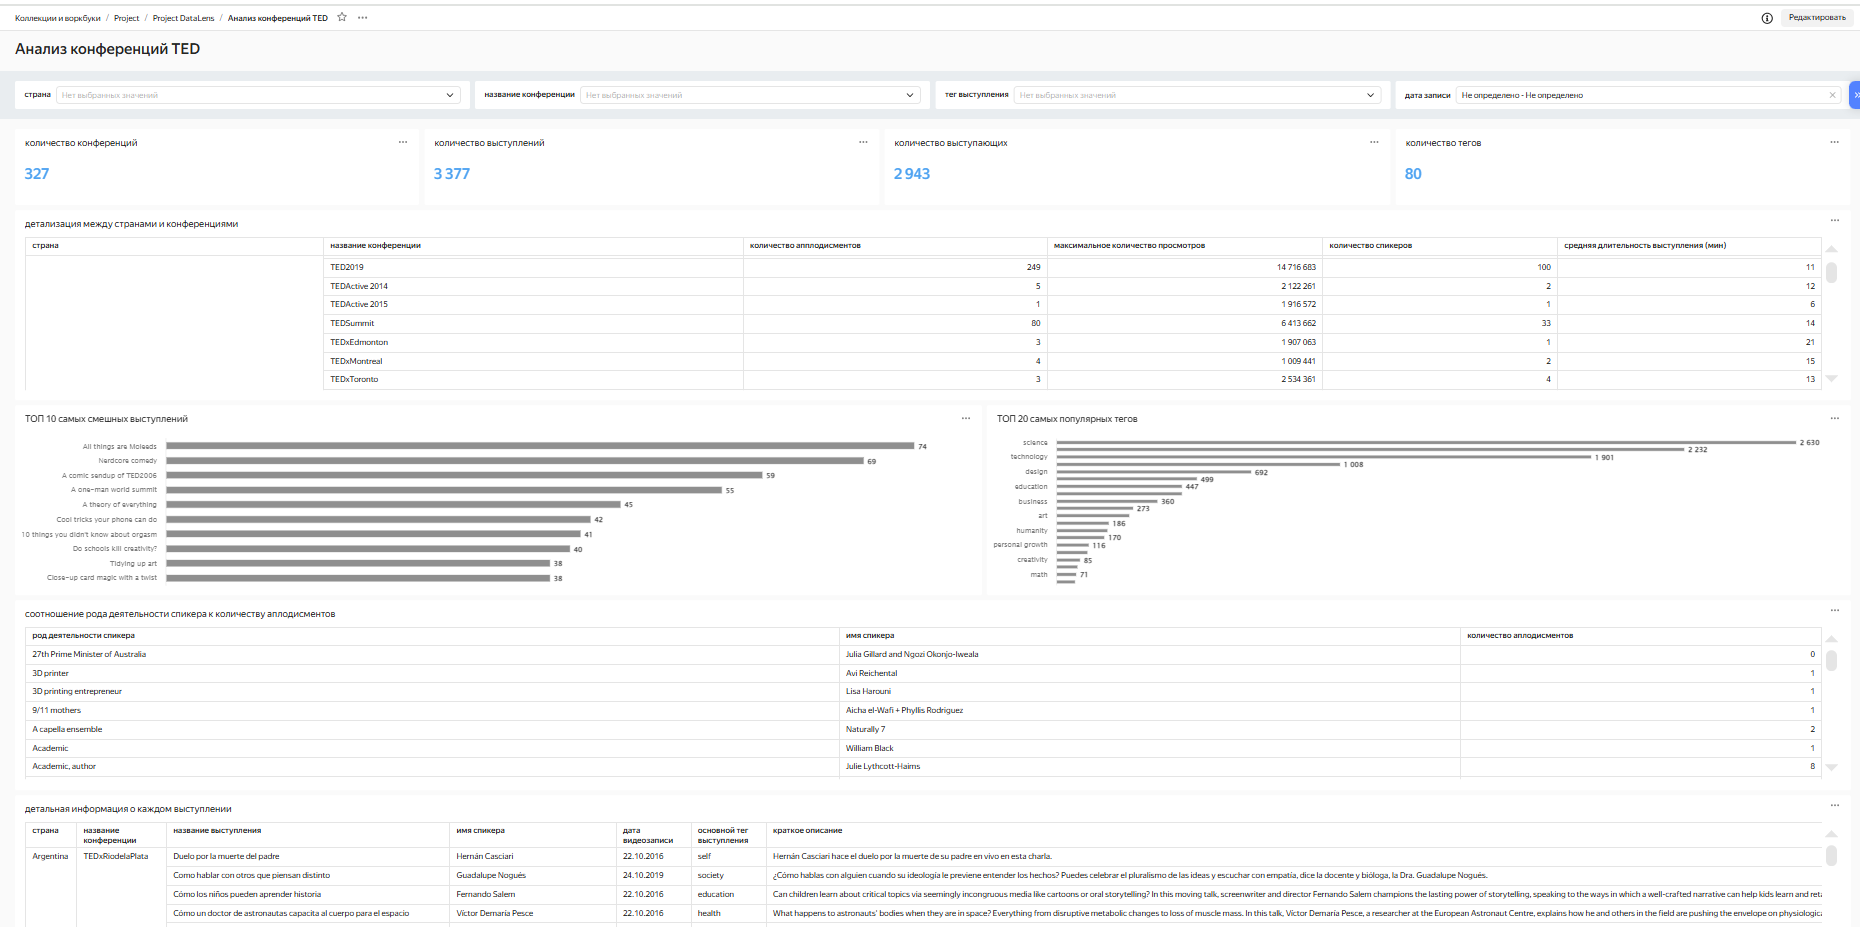 Коллекции и воркбуки / Project / Project DataLens / Анализ конференций TED
Редактировать
Анализ конференций TED
страна Нет выбранных значений
название конференции Нет выбранных значений
тег выступления Нет выбранных значений
дата записи Не определено - Не определено
количество конференций
327
количество выступлений
3 377
количество выступающих
2 943
количество тегов
80
детализация между странами и конференциями
страна название конференции количество апплодисментов максимальное количество просмотров количество спикеров средняя длительность выступления (мин)
TED2019 249 14 716 683 100 11
TEDActive 2014 5 2 122 261 2 12
TEDActive 2015 1 1 916 572 1 6
TEDSummit 80 6 413 662 33 14
TEDxEdmonton 3 1 907 063 1 21
TEDxMontreal 4 1 009 441 2 15
TEDxToronto 3 2 534 361 4 13
ТОП 10 самых смешных выступлений
All things are Moleeds 74
Nerdcore comedy 69
A comic sendup of TED2006 59
A one-man world summit 55
A theory of everything 45
Cool tricks your phone can do 42
10 things you didn't know about orgasm 41
Do schools kill creativity? 40
Tidying up art 38
Close-up card magic with a twist 38
ТОП 20 самых популярных тегов
science 2 630
2 232
technology 1 901
1 008
design 692
499
education 447
business 360
273
art
186
humanity
170
personal growth 116
creativity 85
math 71
соотношение рода деятельности спикера к количеству аплодисментов
род деятельности спикера имя спикера количество аплодисментов
27th Prime Minister of Australia Julia Gillard and Ngozi Okonjo-Iweala 0
3D printer Avi Reichental 1
3D printing entrepreneur Lisa Harouni 1
9/11 mothers Aicha el-Wafi + Phyllis Rodriguez 1
A capella ensemble Naturally 7 2
Academic William Black 1
Academic, author Julie Lythcott-Haims 8
детальная информация о каждом выступлении
страна название конференции название выступления имя спикера дата видеозаписи основной тег выступления краткое описание
Argentina TEDxRiodelaPlata Duelo por la muerte del padre Hernán Casciari 22.10.2016 self Hernán Casciari hace el duelo por la muerte de su padre en vivo en esta charla.
Como hablar con otros que piensan distinto Guadalupe Nogués 24.10.2019 society ¿Cómo hablas con alguien cuando su ideología le previene entender los hechos? Puedes celebrar el pluralismo de las ideas y escuchar con empatía, dice la docente y bióloga, la Dra. Guadalupe Nogués.
Cómo los niños pueden aprender historia Fernando Salem 22.10.2016 education Can children learn about critical topics via seemingly incongruous media like cartoons or oral storytelling? In this moving talk, screenwriter and director Fernando Salem champions the lasting power of storytelling, speaking to the ways in which a well-crafted narrative can help kids learn and reta
Cómo un doctor de astronautas capacita al cuerpo para el espacio Víctor Demaría Pesce 22.10.2016 health What happens to astronauts' bodies when they are in space? Everything from disruptive metabolic changes to loss of muscle mass. In this talk, Víctor Demaría Pesce, a researcher at the European Astronaut Centre, explains how he and others in the field are pushing the envelope on physiologica